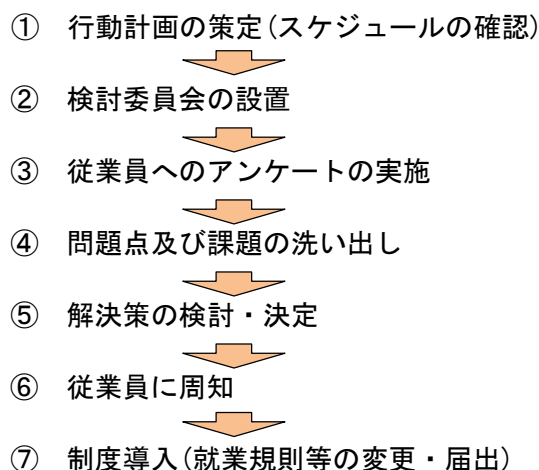 ① 行動計画の策定(スケジュールの確認)
② 検討委員会の設置
③ 従業員へのアンケートの実施
④ 問題点及び課題の洗い出し
⑤ 解決策の検討・決定
⑥ 従業員に周知
⑦ 制度導入(就業規則等の変更・届出)